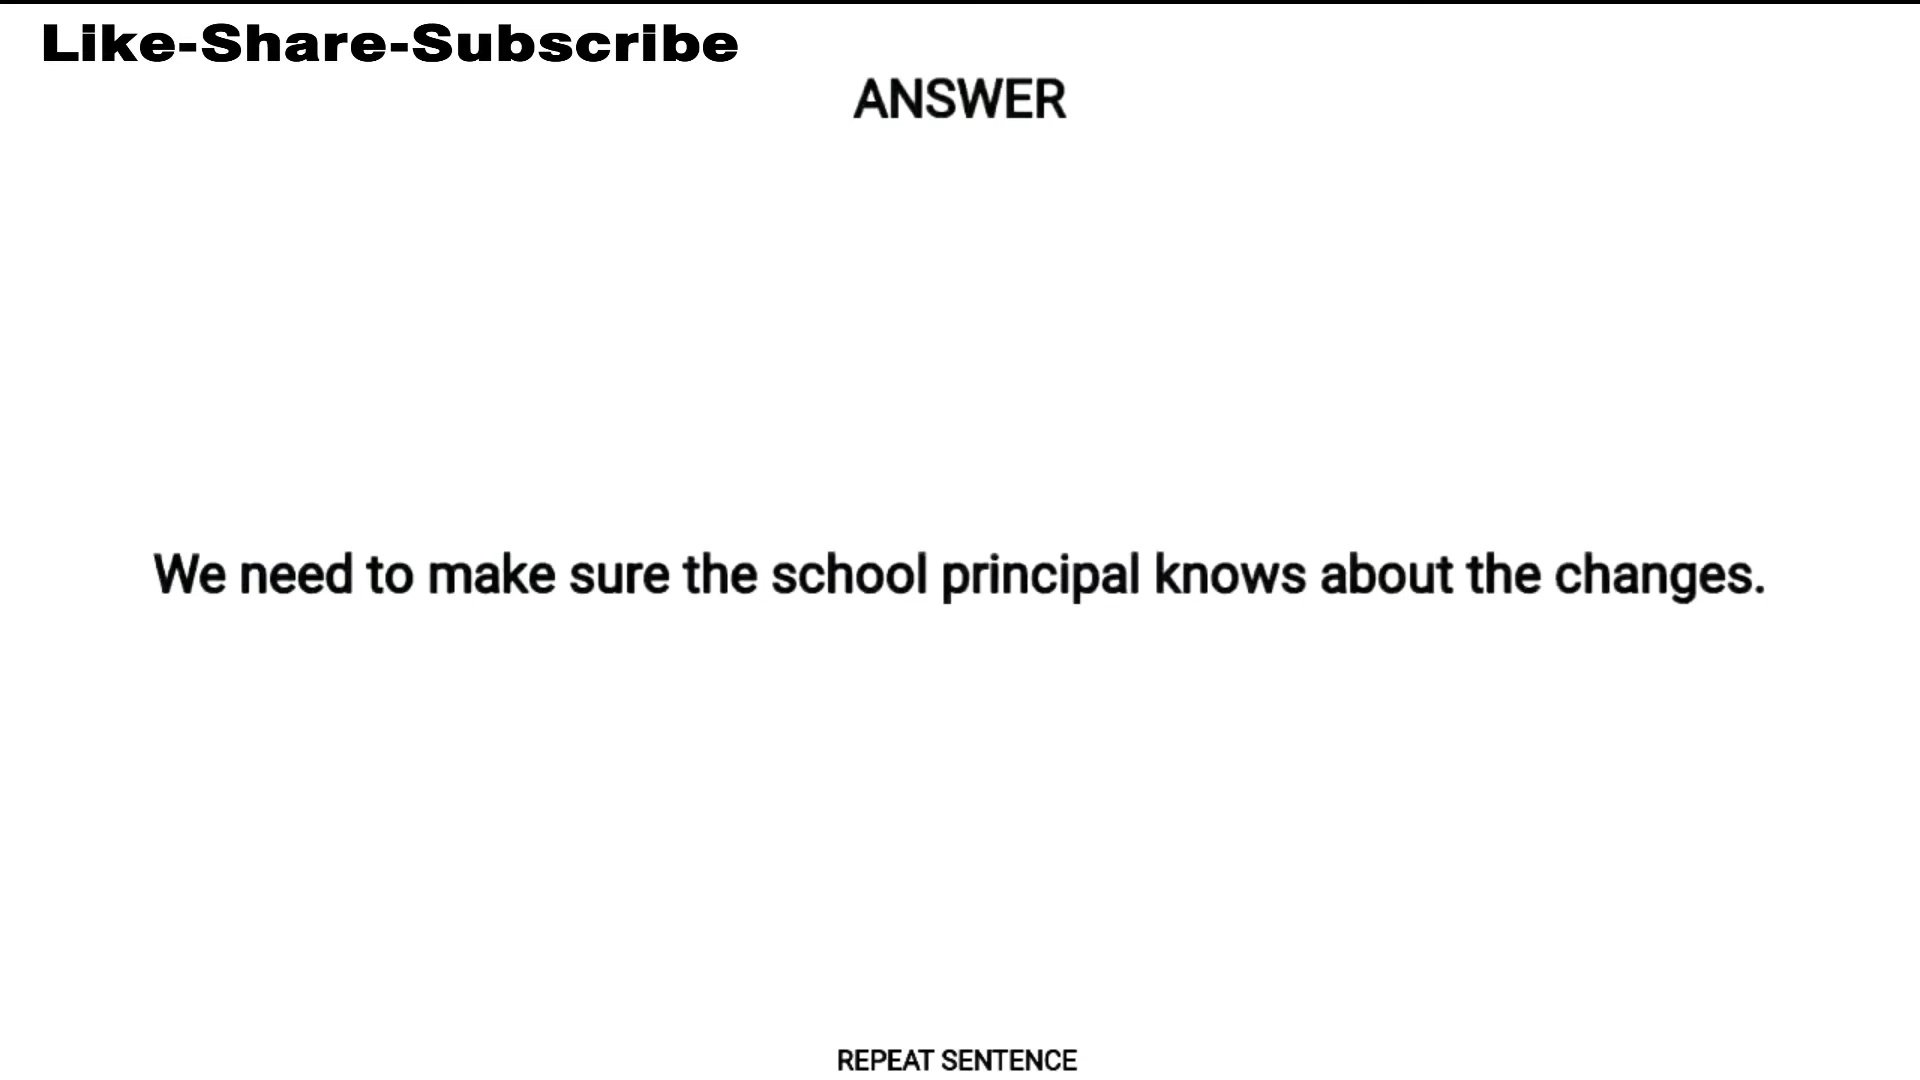 Like-Share-Subscribe
ANSWER
We need to make sure the school principal knows about the changes.
REPEAT SENTENCE